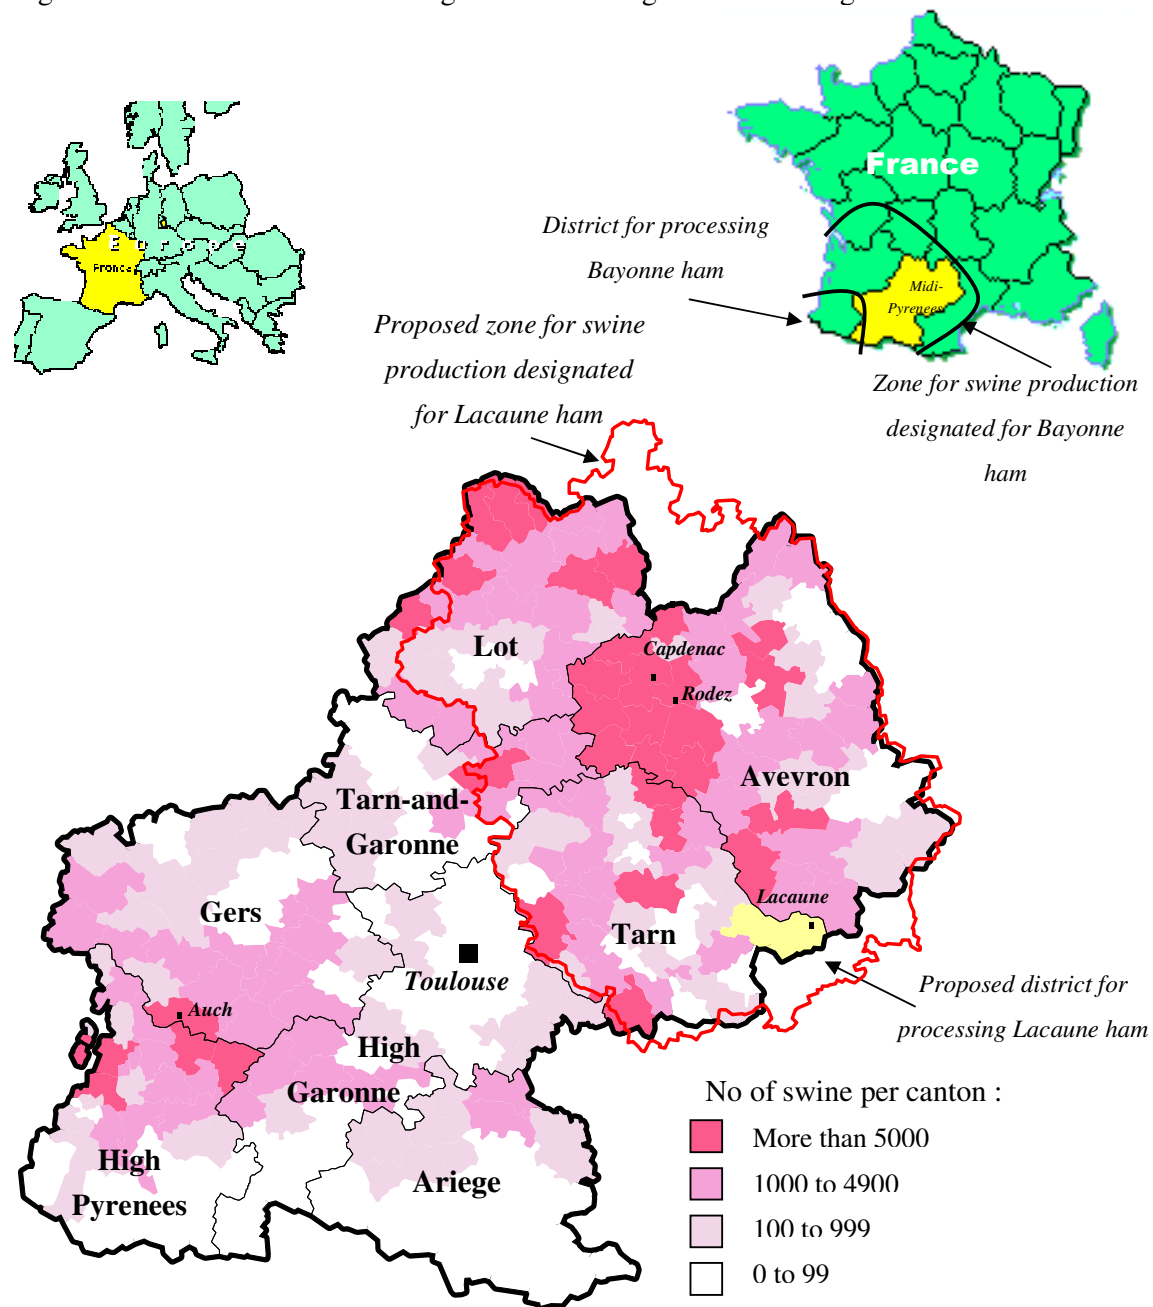 France
Europe
France
District for processing
Bayonne ham
Midi-
Pyrenees
Proposed zone for swine
production designated
for Lacaune ham
Zone for swine production
designated for Bayonne
ham
Lot
Capdenac
Rodez
Avevron
Tarn-and-
Garonne
Gers
Lacaune
Tarn
Toulouse
Auch
Proposed district for
processing Lacaune ham
High
Garonne
No of swine per canton :
More than 5000
High
Pyrenees
Ariege
1000 to 4900
100 to 999
0 to 99